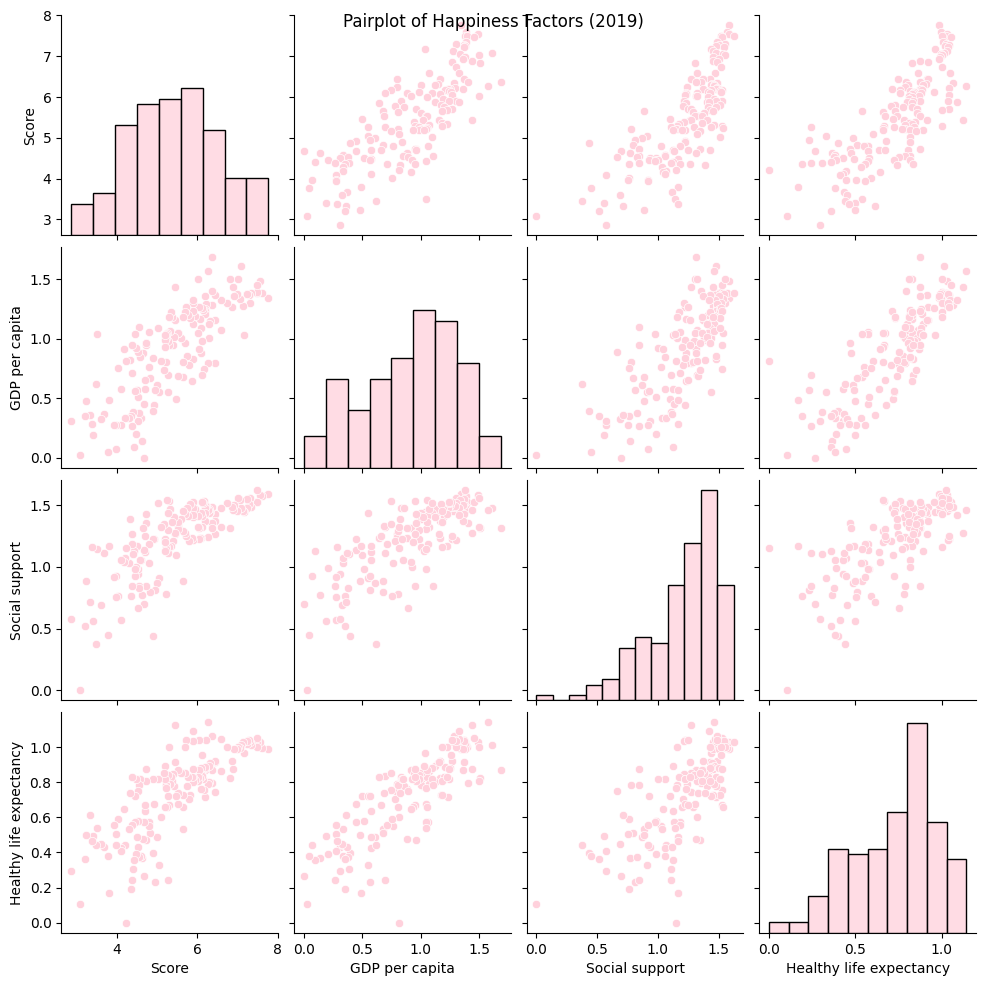 Pairplot of Happiness Factors (2019)
8
7
6
5
4
3
Score
1.5
1.0
0.5
0.0
GDP per capita
1.5
1.0
0.5
0.0
Social support
1.0
0.8
0.6
0.4
0.2
0.0
Healthy life expectancy
4 6 8
0.0 0.5 1.0 1.5
0.0 0.5 1.0 1.5
0.0 0.5 1.0
Score
GDP per capita
Social support
Healthy life expectancy